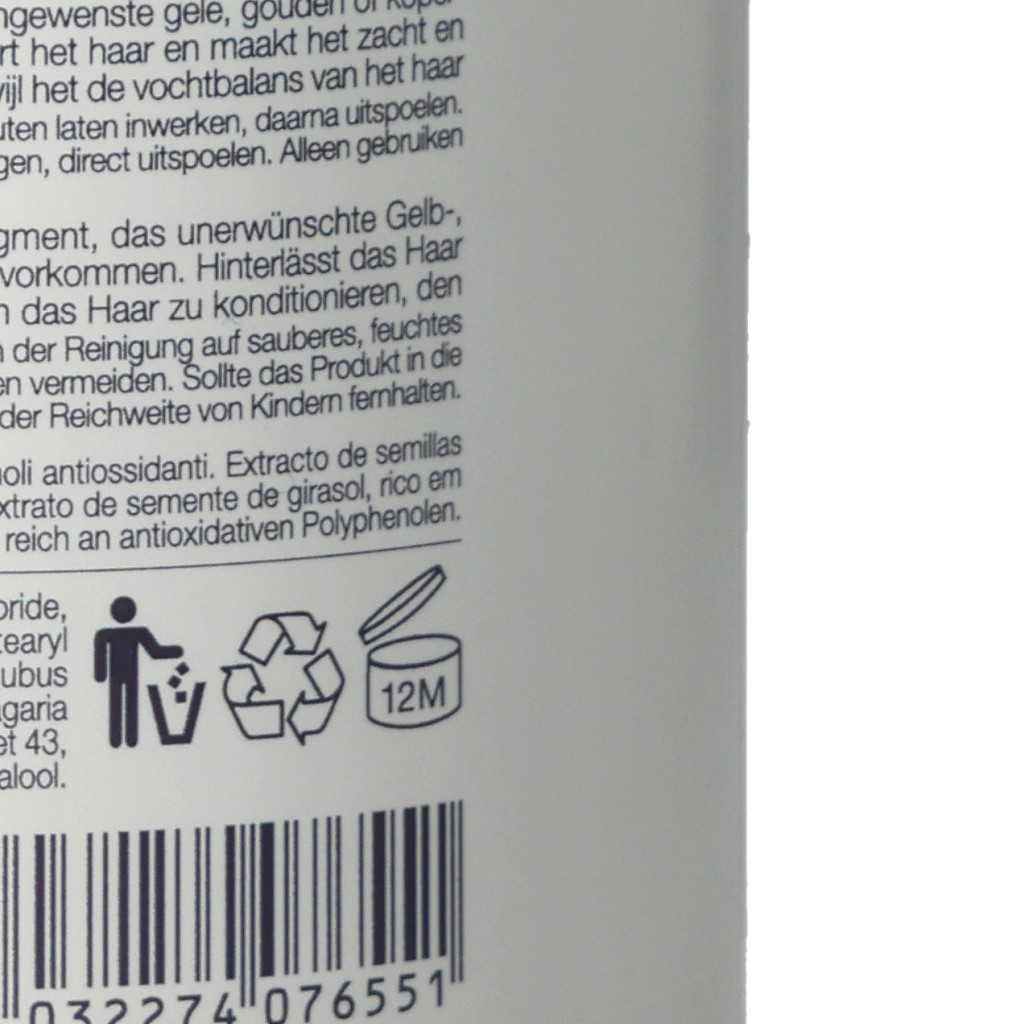 ngewenste gele, gouden of koper
rt het haar en maakt het zacht en
ijl het de vochtbalans van het haar
uten laten inwerken, daarna uitspoelen.
gen, direct uitspoelen. Alleen gebruiken
gment, das unerwünschte Gelb-,
vorkommen. Hinterlässt das Haar
n das Haar zu konditionieren, den
n der Reinigung auf sauberes, feuchtes
en vermeiden. Sollte das Produkt in die
der Reichweite von Kindern fernhalten.
oli antiossidanti. Extracto de semillas
xtrato de semente de girasol, rico em
reich an antioxidativen Polyphenolen.
oride,
tearyl
ubus
garia
et 43,
alool.
12M
032274 076551